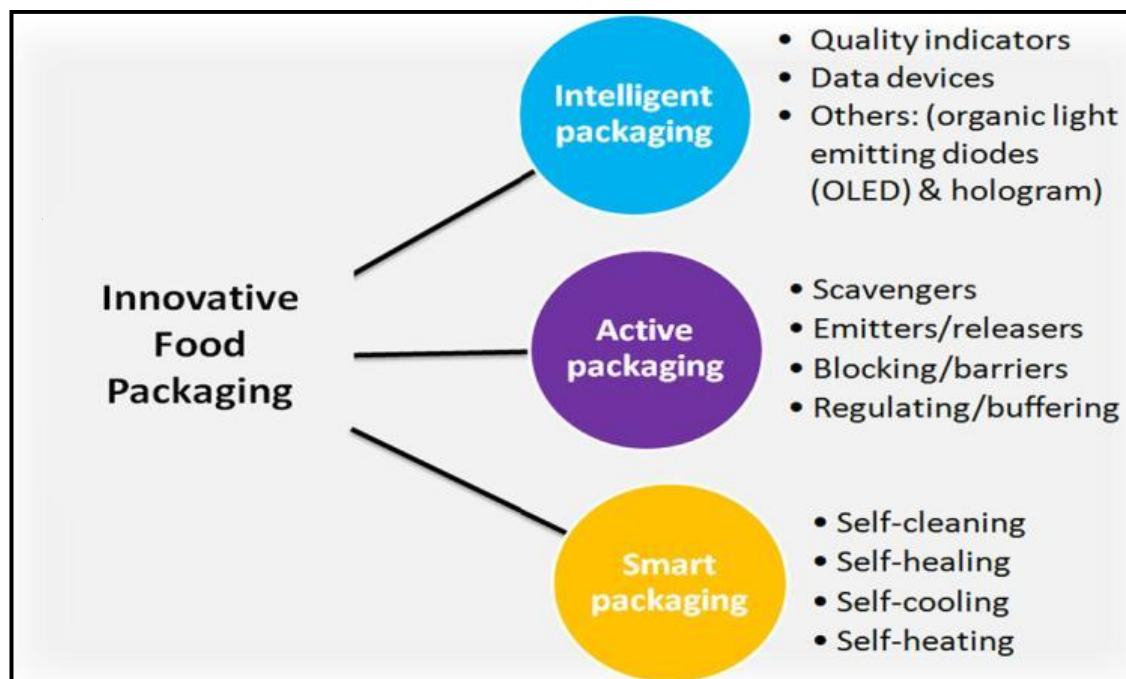 Innovative
Food
Packaging
Intelligent
packaging
• Quality indicators
• Data devices
• Others: (organic light
emitting diodes
(OLED) & hologram)
Active
packaging
• Scavengers
• Emitters/releasers
• Blocking/barriers
• Regulating/buffering
Smart
packaging
• Self-cleaning
• Self-healing
• Self-cooling
• Self-heating